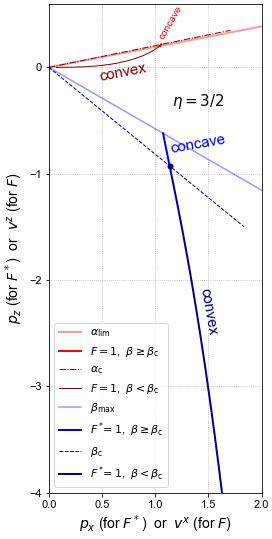 concave
0
convex
η = 3/2
concave
−1
−2
convex
−3
−4
p_z (for F*) or v^z (for F)
α_lim
F = 1, β ≥ β_c
α_c
F = 1, β < β_c
β_max
F* = 1, β ≥ β_c
β_c
F* = 1, β < β_c
0.0 0.5 1.0 1.5 2.0
p_x (for F*) or v^x (for F)